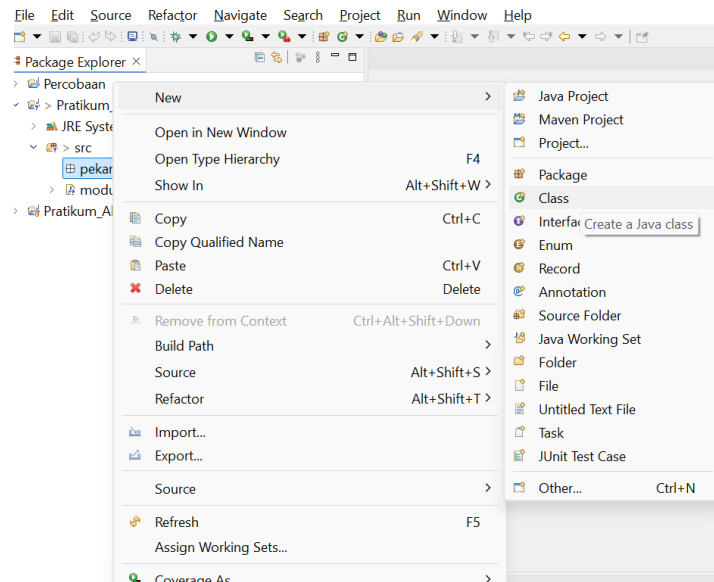 File Edit Source Refactor Navigate Search Project Run Window Help
Package Explorer
Percobaan
> Pratikum_
JRE Syste
> src
pekan
modu
Pratikum_Al
New
Open in New Window
Open Type Hierarchy F4
Show In Alt+Shift+W
Copy Ctrl+C
Copy Qualified Name
Paste Ctrl+V
Delete Delete
Remove from Context Ctrl+Alt+Shift+Down
Build Path
Source Alt+Shift+S
Refactor Alt+Shift+T
Import...
Export...
Source
Refresh F5
Assign Working Sets...
Coverage As
Java Project
Maven Project
Project...
Package
Class
Interfac
Create a Java class
Enum
Record
Annotation
Source Folder
Java Working Set
Folder
File
Untitled Text File
Task
JUnit Test Case
Other... Ctrl+N